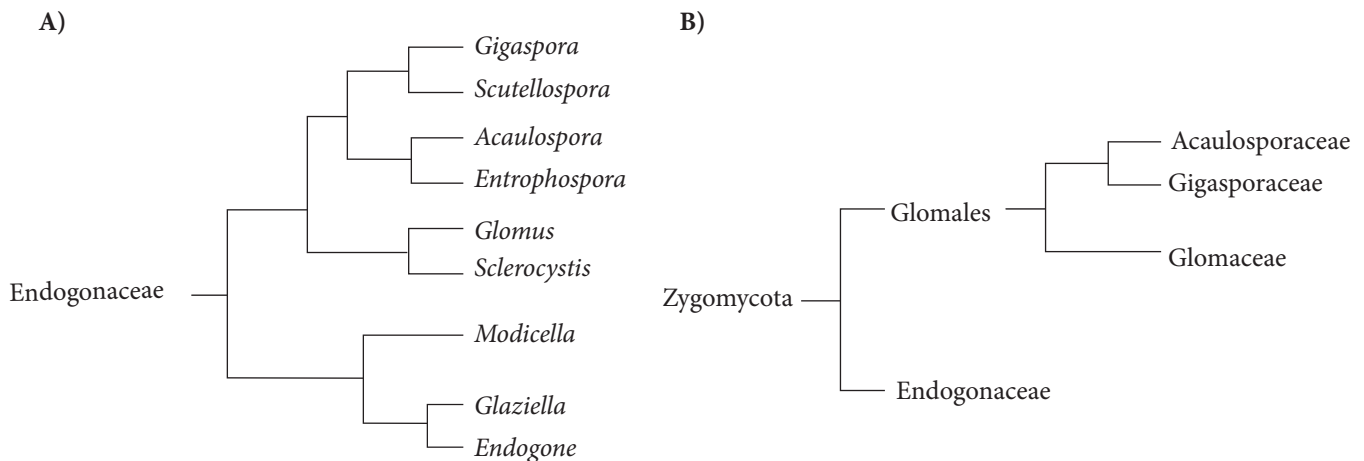 A)
Gigaspora
Scutellospora
Acaulospora
Entrophospora
Glomus
Sclerocystis
Endogonaceae
Modicella
Glaziella
Endogone
B)
Acaulosporaceae
Gigasporaceae
Glomales
Glomaceae
Zygomycota
Endogonaceae